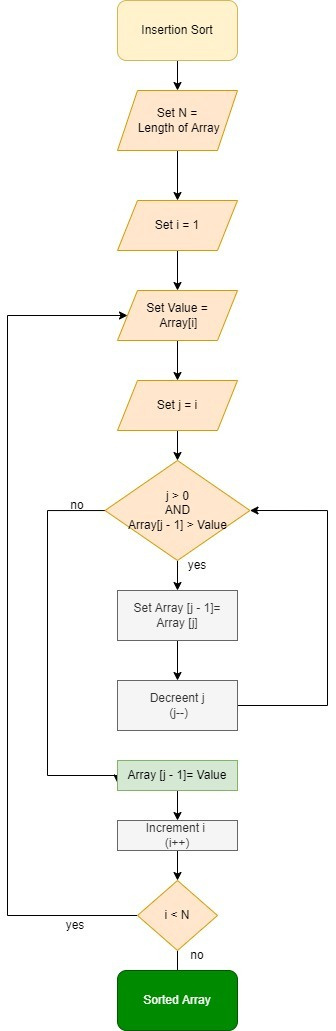 Insertion Sort
Set N =
Length of Array
Set i = 1
Set Value =
Array[i]
Set j = i
j > 0
AND
Array[j - 1] > Value
no
yes
Set Array [j - 1]=
Array [j]
Decreent j
(j--)
Array [j - 1]= Value
Increment i
(i++)
i < N
yes
no
Sorted Array